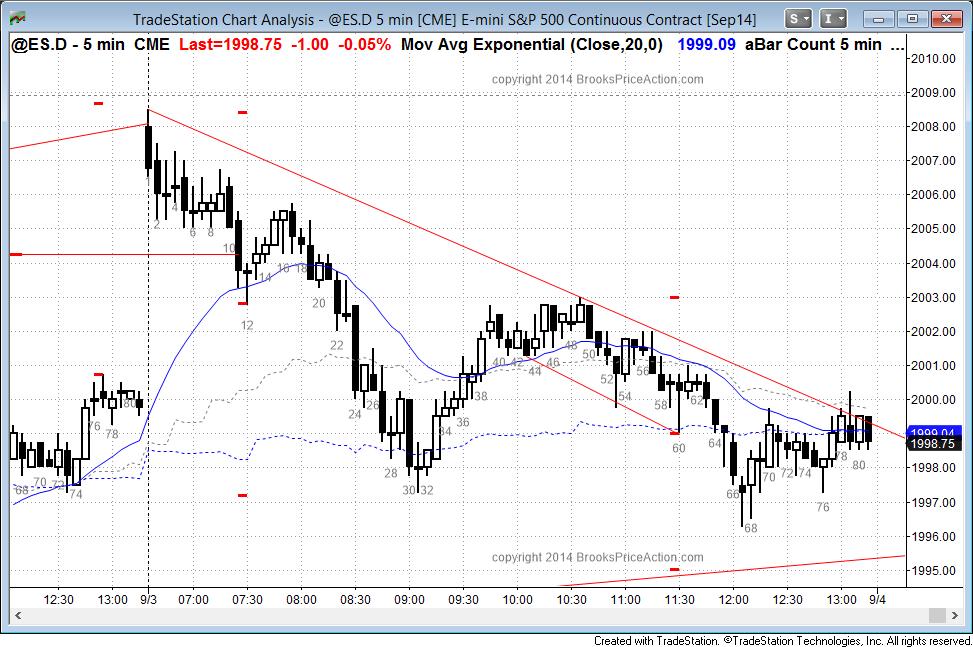 TradeStation Chart Analysis - @ES.D 5 min [CME] E-mini S&P 500 Continuous Contract [Sep14]
S I
@ES.D - 5 min CME Last=1998.75 -1.00 -0.05% Mov Avg Exponential (Close,20,0) 1999.09 aBar Count 5 min ...
copyright 2014 BrooksPriceAction.com
2010.00
2009.00
2008.00
2007.00
2006.00
2005.00
2004.00
2003.00
2002.00
2001.00
2000.00
1999.04
1998.75
1998.00
1997.00
1996.00
1995.00
68 70 72 74 76 78 80
2 4 6 8 10 12 14 16 18 20 22 24 26 28 30 32 34 36 38 40 42 44 46 48 50 52 54 56 58 60 62 64 66 68 70 72 74 76 78 80
copyright 2014 BrooksPriceAction.com
12:30 13:00 9/3 07:00 07:30 08:00 08:30 09:00 09:30 10:00 10:30 11:00 11:30 12:00 12:30 13:00 9/4
Created with TradeStation. ©TradeStation Technologies, Inc. All rights reserved.